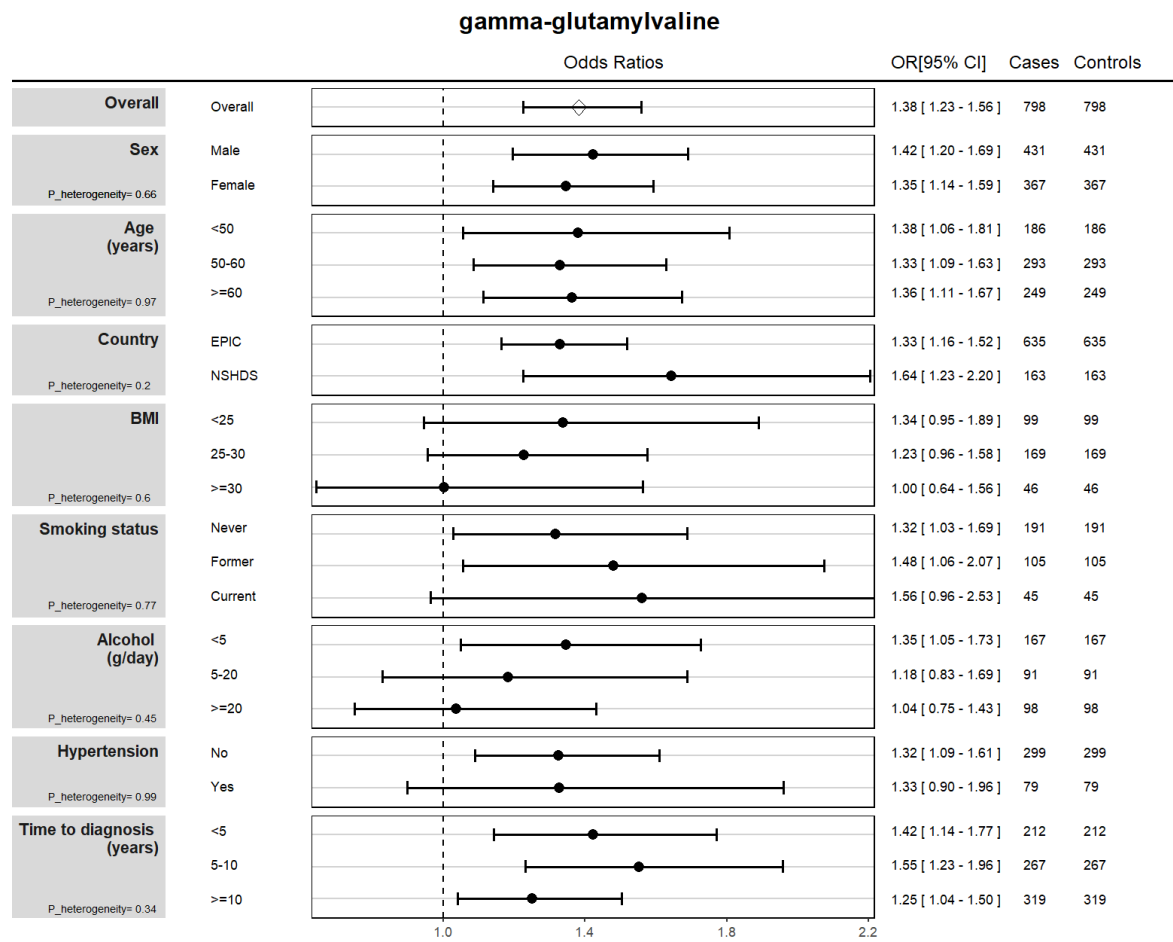 gamma-glutamylvaline
Odds Ratios OR[95% CI] Cases Controls
Overall Overall 1.38 [ 1.23 - 1.56 ] 798 798
Sex Male 1.42 [ 1.20 - 1.69 ] 431 431
P_heterogeneity= 0.66 Female 1.35 [ 1.14 - 1.59 ] 367 367
Age <50 1.38 [ 1.06 - 1.81 ] 186 186
(years)
50-60 1.33 [ 1.09 - 1.63 ] 293 293
P_heterogeneity= 0.97 >=60 1.36 [ 1.11 - 1.67 ] 249 249
Country EPIC 1.33 [ 1.16 - 1.52 ] 635 635
P_heterogeneity= 0.2 NSHDS 1.64 [ 1.23 - 2.20 ] 163 163
BMI <25 1.34 [ 0.95 - 1.89 ] 99 99
25-30 1.23 [ 0.96 - 1.58 ] 169 169
P_heterogeneity= 0.6 >=30 1.00 [ 0.64 - 1.56 ] 46 46
Smoking status Never 1.32 [ 1.03 - 1.69 ] 191 191
Former 1.48 [ 1.06 - 2.07 ] 105 105
P_heterogeneity= 0.77 Current 1.56 [ 0.96 - 2.53 ] 45 45
Alcohol <5 1.35 [ 1.05 - 1.73 ] 167 167
(g/day)
5-20 1.18 [ 0.83 - 1.69 ] 91 91
P_heterogeneity= 0.45 >=20 1.04 [ 0.75 - 1.43 ] 98 98
Hypertension No 1.32 [ 1.09 - 1.61 ] 299 299
P_heterogeneity= 0.99 Yes 1.33 [ 0.90 - 1.96 ] 79 79
Time to diagnosis <5 1.42 [ 1.14 - 1.77 ] 212 212
(years)
5-10 1.55 [ 1.23 - 1.96 ] 267 267
P_heterogeneity= 0.34 >=10 1.25 [ 1.04 - 1.50 ] 319 319
1.0 1.4 1.8 2.2